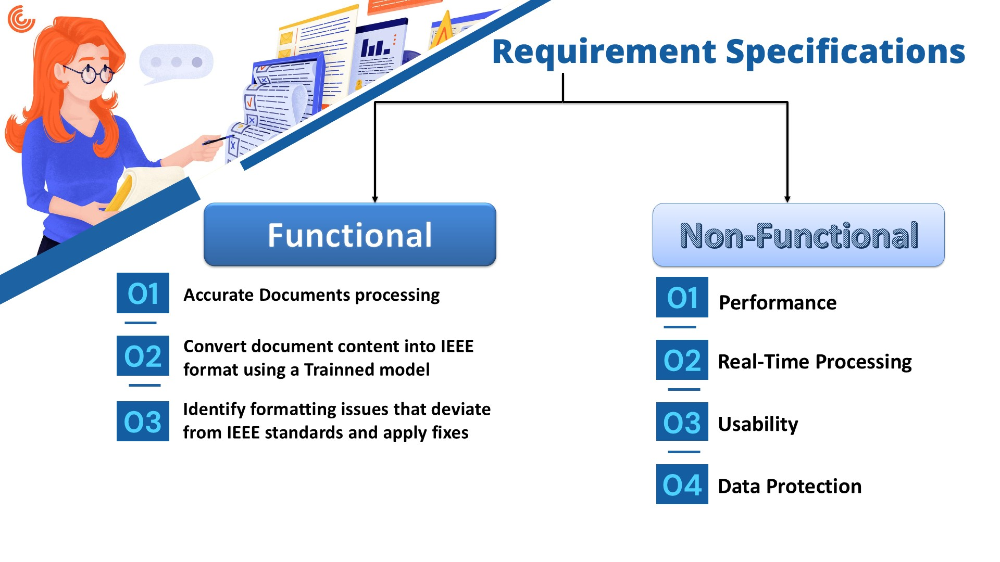 Requirement Specifications
Functional
01
Accurate Documents processing
02
Convert document content into IEEE
format using a Trainned model
03
Identify formatting issues that deviate
from IEEE standards and apply fixes
Non-Functional
01
Performance
02
Real-Time Processing
03
Usability
04
Data Protection